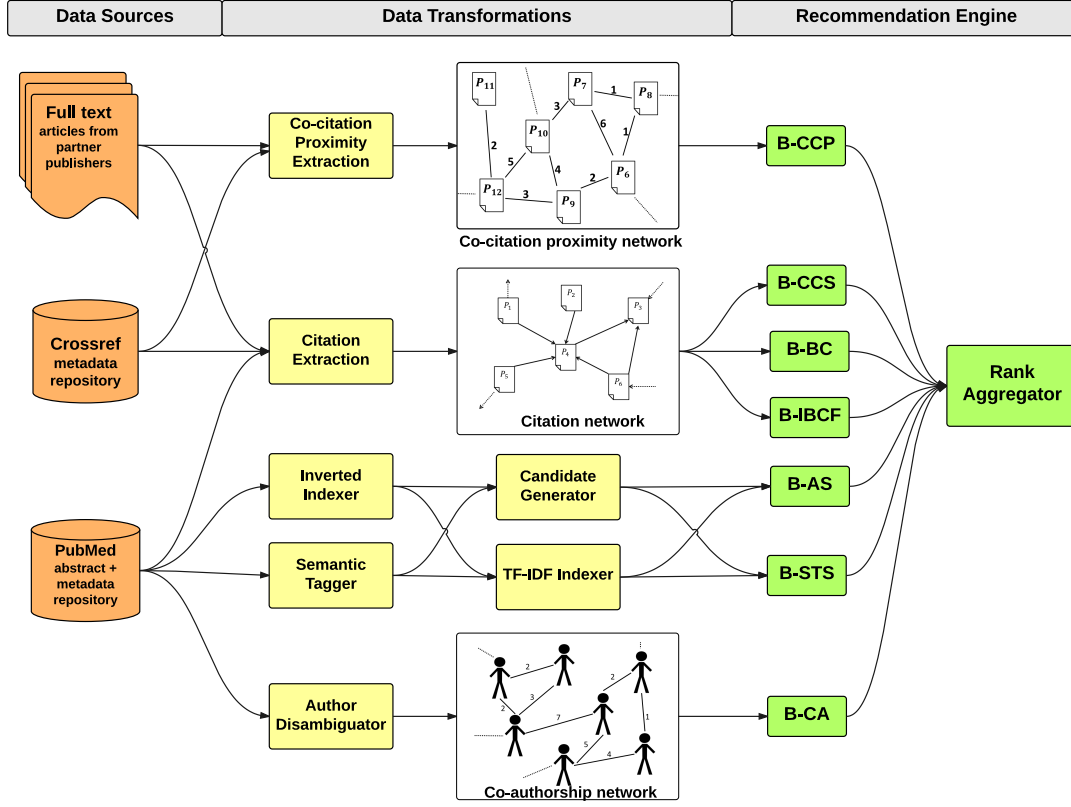 Data Sources
Data Transformations
Recommendation Engine
Full text
articles from
partner
publishers
Crossref
metadata
repository
PubMed
abstract +
metadata
repository
Co-citation
Proximity
Extraction
Citation
Extraction
Inverted
Indexer
Semantic
Tagger
Author
Disambiguator
P11
P7
P8
P10
P12
P9
P6
1
3
6
1
2
5
4
2
3
Co-citation proximity network
P1
P2
P3
P4
P5
P6
Citation network
Candidate
Generator
TF-IDF Indexer
2
2
3
2
7
1
5
4
Co-authorship network
B-CCP
B-CCS
B-BC
B-IBCF
B-AS
B-STS
B-CA
Rank
Aggregator